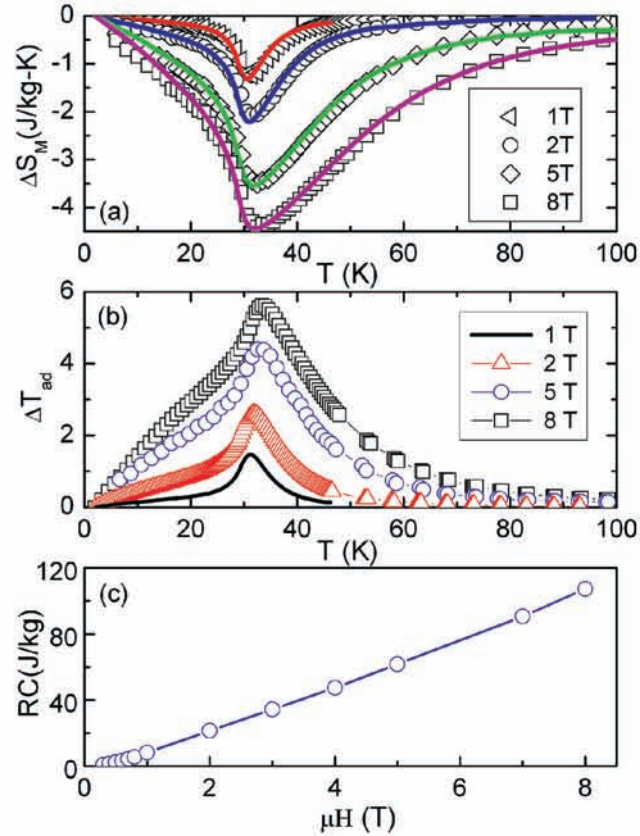 0
-1
-2
-3
-4
ΔS_M(J/kg-K)
(a)
1T
2T
5T
8T
0 20 40 60 80 100
T (K)
6
4
2
0
ΔT_ad
(b)
1 T
2 T
5 T
8 T
0 20 40 60 80 100
T (K)
120
80
40
0
RC(J/kg)
(c)
0 2 4 6 8
μH (T)